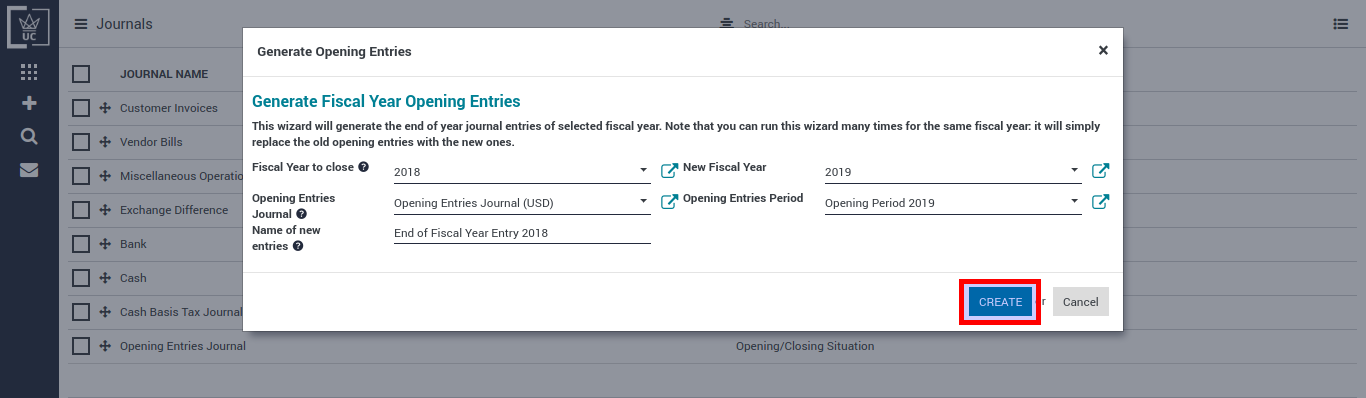 UC
Journals
Search...
Generate Opening Entries
×
JOURNAL NAME
Customer Invoices
Vendor Bills
Miscellaneous Operatio
Exchange Difference
Bank
Cash
Cash Basis Tax Journal
Opening Entries Journal
Opening/Closing Situation
Generate Fiscal Year Opening Entries
This wizard will generate the end of year journal entries of selected fiscal year. Note that you can run this wizard many times for the same fiscal year: it will simply
replace the old opening entries with the new ones.
Fiscal Year to close ?
2018
New Fiscal Year
2019
Opening Entries
Journal ?
Opening Entries Journal (USD)
Opening Entries Period
Opening Period 2019
Name of new
entries ?
End of Fiscal Year Entry 2018
CREATE
or
Cancel